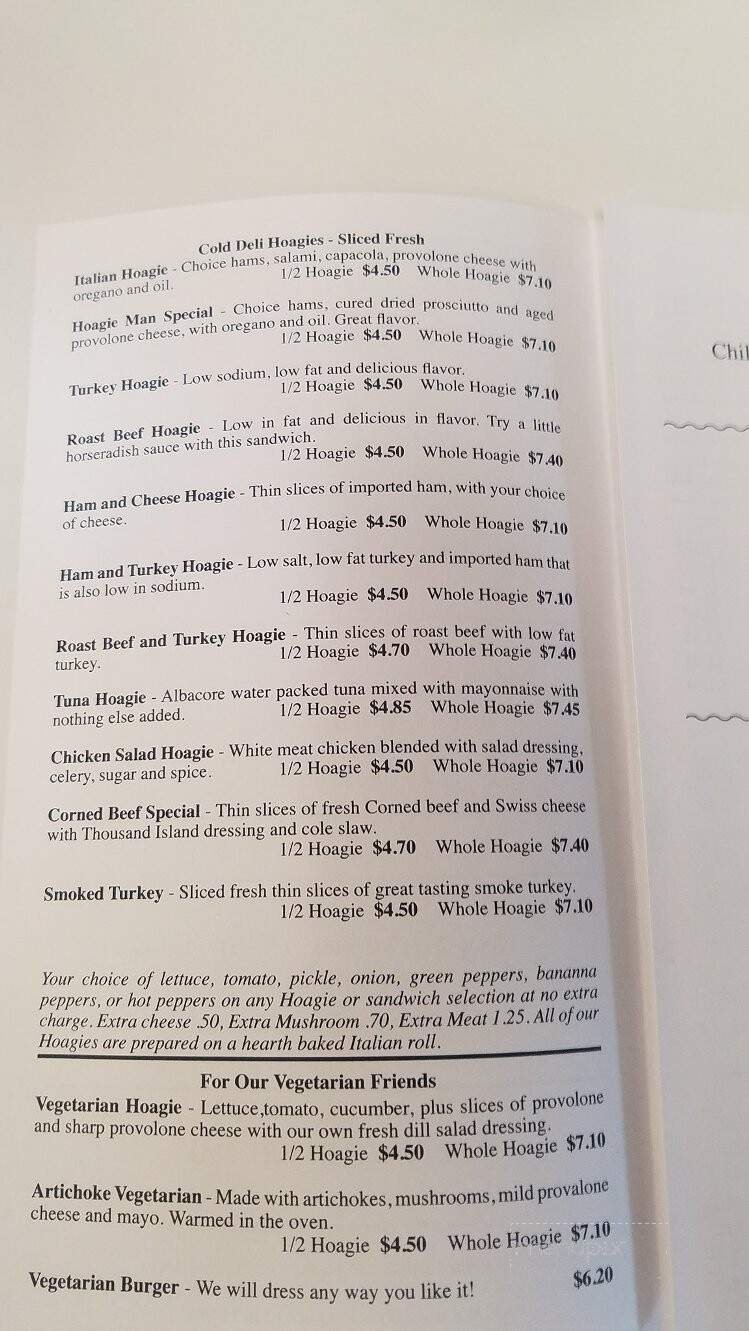 Cold Deli Hoagies - Sliced Fresh
Italian Hoagie - Choice hams, salami, capacola, provolone cheese with
oregano and oil. 1/2 Hoagie $4.50 Whole Hoagie $7.10
Hoagie Man Special - Choice hams, cured dried prosciutto and aged
provolone cheese, with oregano and oil. Great flavor.
1/2 Hoagie $4.50 Whole Hoagie $7.10
Turkey Hoagie - Low sodium, low fat and delicious flavor.
1/2 Hoagie $4.50 Whole Hoagie $7.10
Roast Beef Hoagie - Low in fat and delicious in flavor. Try a little
horseradish sauce with this sandwich.
1/2 Hoagie $4.50 Whole Hoagie $7.40
Ham and Cheese Hoagie - Thin slices of imported ham, with your choice
of cheese. 1/2 Hoagie $4.50 Whole Hoagie $7.10
Ham and Turkey Hoagie - Low salt, low fat turkey and imported ham that
is also low in sodium.
1/2 Hoagie $4.50 Whole Hoagie $7.10
Roast Beef and Turkey Hoagie - Thin slices of roast beef with low fat
turkey. 1/2 Hoagie $4.70 Whole Hoagie $7.40
Tuna Hoagie - Albacore water packed tuna mixed with mayonnaise with
nothing else added. 1/2 Hoagie $4.85 Whole Hoagie $7.45
Chicken Salad Hoagie - White meat chicken blended with salad dressing,
celery, sugar and spice. 1/2 Hoagie $4.50 Whole Hoagie $7.10
Corned Beef Special - Thin slices of fresh Corned beef and Swiss cheese
with Thousand Island dressing and cole slaw.
1/2 Hoagie $4.70 Whole Hoagie $7.40
Smoked Turkey - Sliced fresh thin slices of great tasting smoke turkey.
1/2 Hoagie $4.50 Whole Hoagie $7.10
Your choice of lettuce, tomato, pickle, onion, green peppers, bananna
peppers, or hot peppers on any Hoagie or sandwich selection at no extra
charge. Extra cheese .50, Extra Mushroom .70, Extra Meat 1.25. All of our
Hoagies are prepared on a hearth baked Italian roll.
For Our Vegetarian Friends
Vegetarian Hoagie - Lettuce,tomato, cucumber, plus slices of provolone
and sharp provolone cheese with our own fresh dill salad dressing.
1/2 Hoagie $4.50 Whole Hoagie $7.10
Artichoke Vegetarian - Made with artichokes, mushrooms, mild provalone
cheese and mayo. Warmed in the oven.
1/2 Hoagie $4.50 Whole Hoagie $7.10
Vegetarian Burger - We will dress any way you like it! $6.20